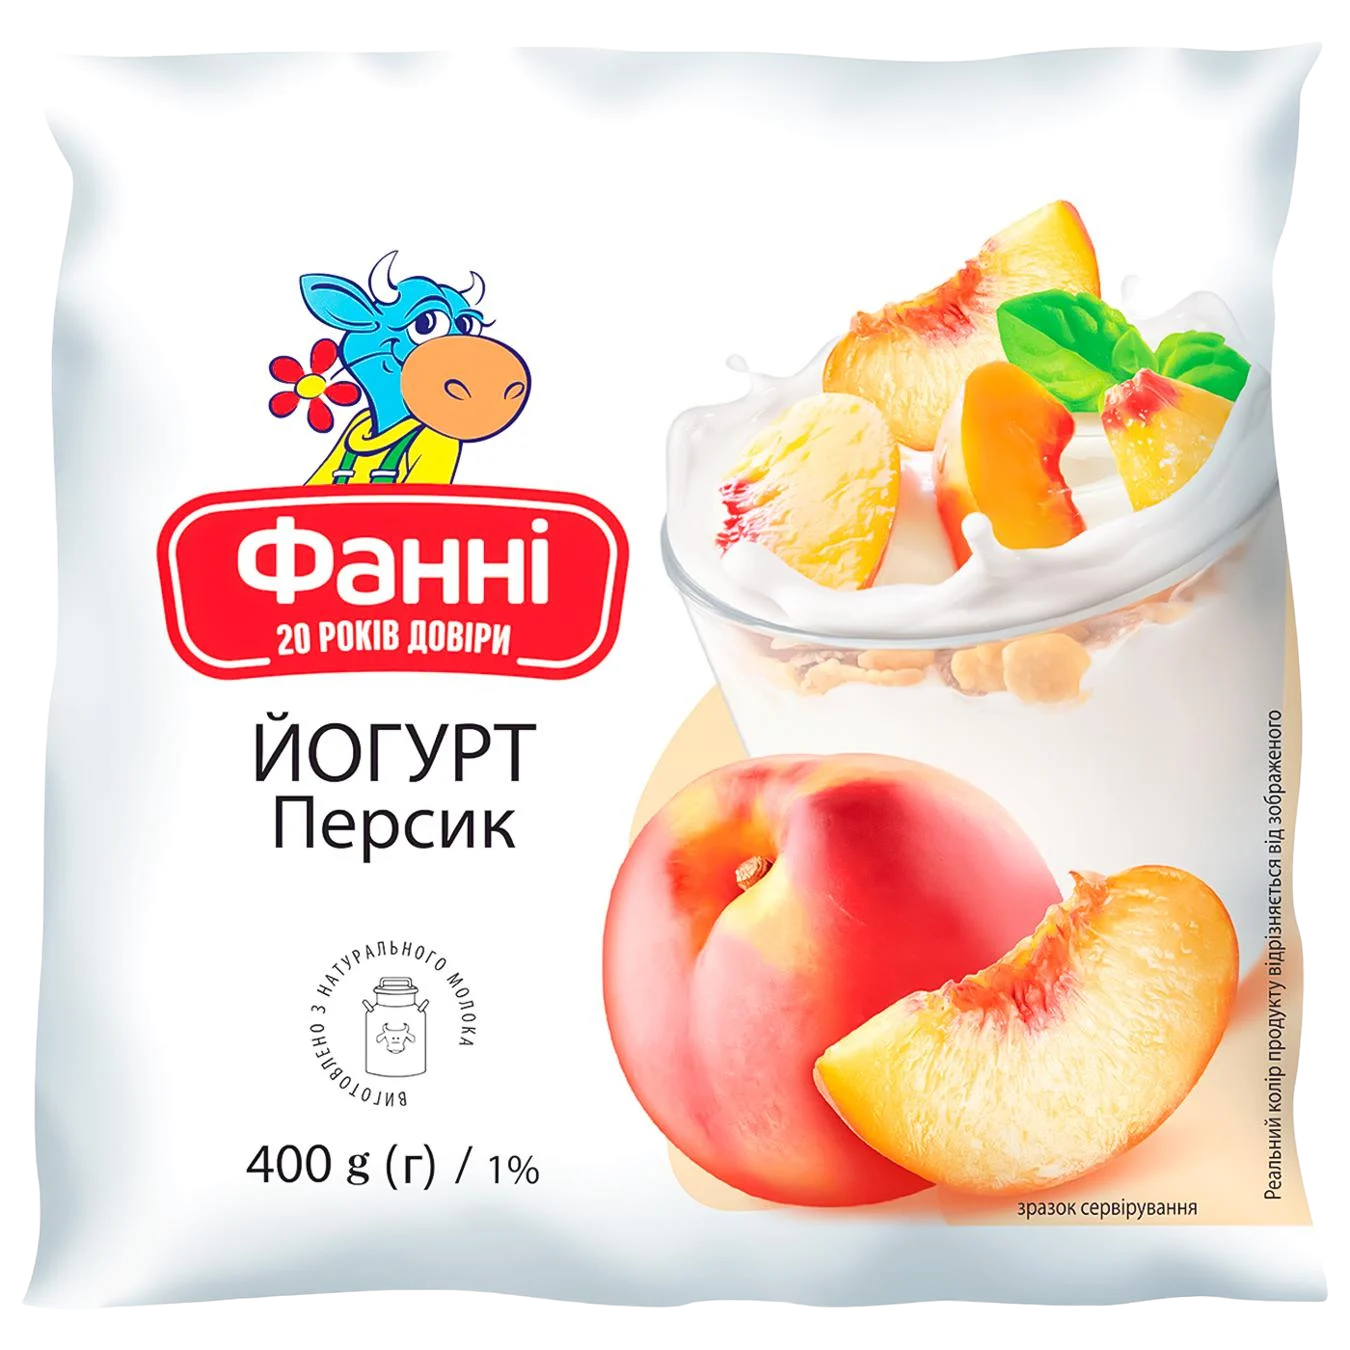 Фанні
20 РОКІВ ДОВІРИ
ЙОГУРТ
Персик
ВИГОТОВЛЕНО З НАТУРАЛЬНОГО МОЛОКА
400 g (г) / 1%
зразок сервірування
Реальний колір продукту відрізняється від зображеного